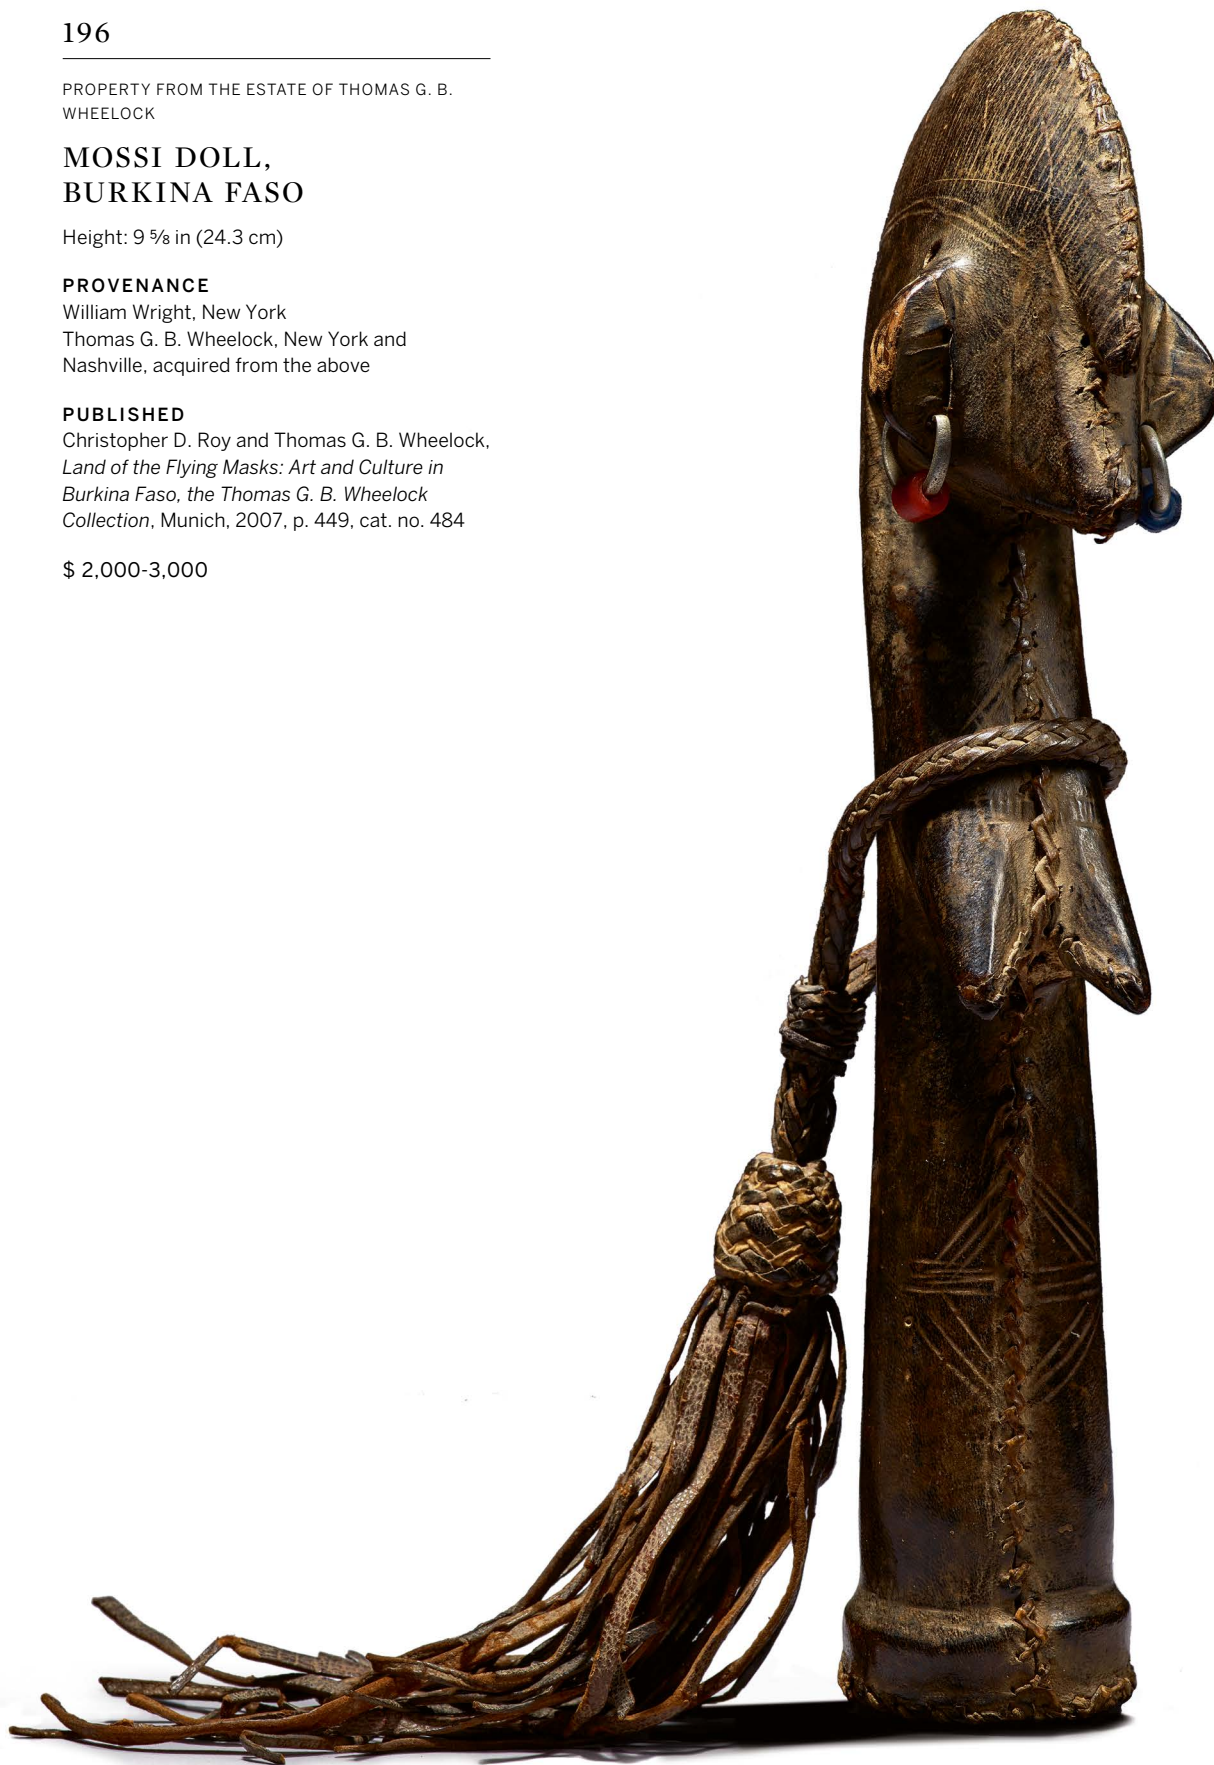 196
PROPERTY FROM THE ESTATE OF THOMAS G. B.
WHEELOCK
MOSSI DOLL,
BURKINA FASO
Height: 9 ⅝ in (24.3 cm)
PROVENANCE
William Wright, New York
Thomas G. B. Wheelock, New York and
Nashville, acquired from the above
PUBLISHED
Christopher D. Roy and Thomas G. B. Wheelock,
Land of the Flying Masks: Art and Culture in
Burkina Faso, the Thomas G. B. Wheelock
Collection, Munich, 2007, p. 449, cat. no. 484
$ 2,000-3,000